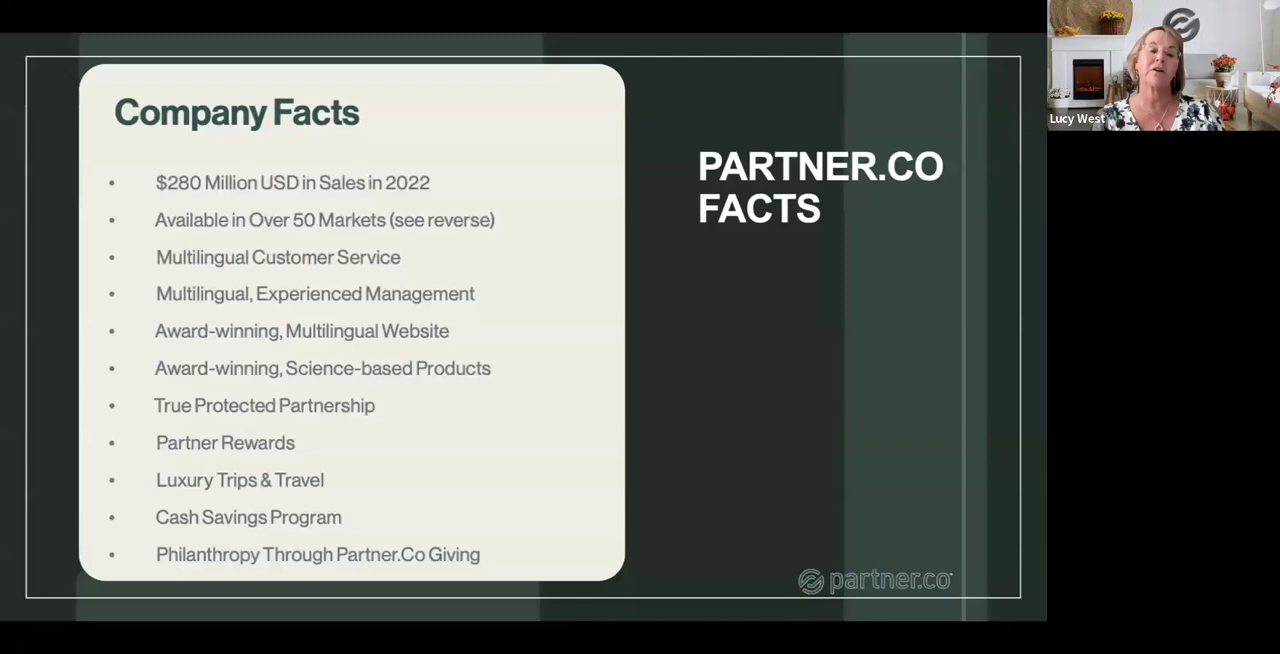 Company Facts
• $280 Million USD in Sales in 2022
• Available in Over 50 Markets (see reverse)
• Multilingual Customer Service
• Multilingual, Experienced Management
• Award-winning, Multilingual Website
• Award-winning, Science-based Products
• True Protected Partnership
• Partner Rewards
• Luxury Trips & Travel
• Cash Savings Program
• Philanthropy Through Partner.Co Giving
PARTNER.CO
FACTS
partner.co
Lucy West